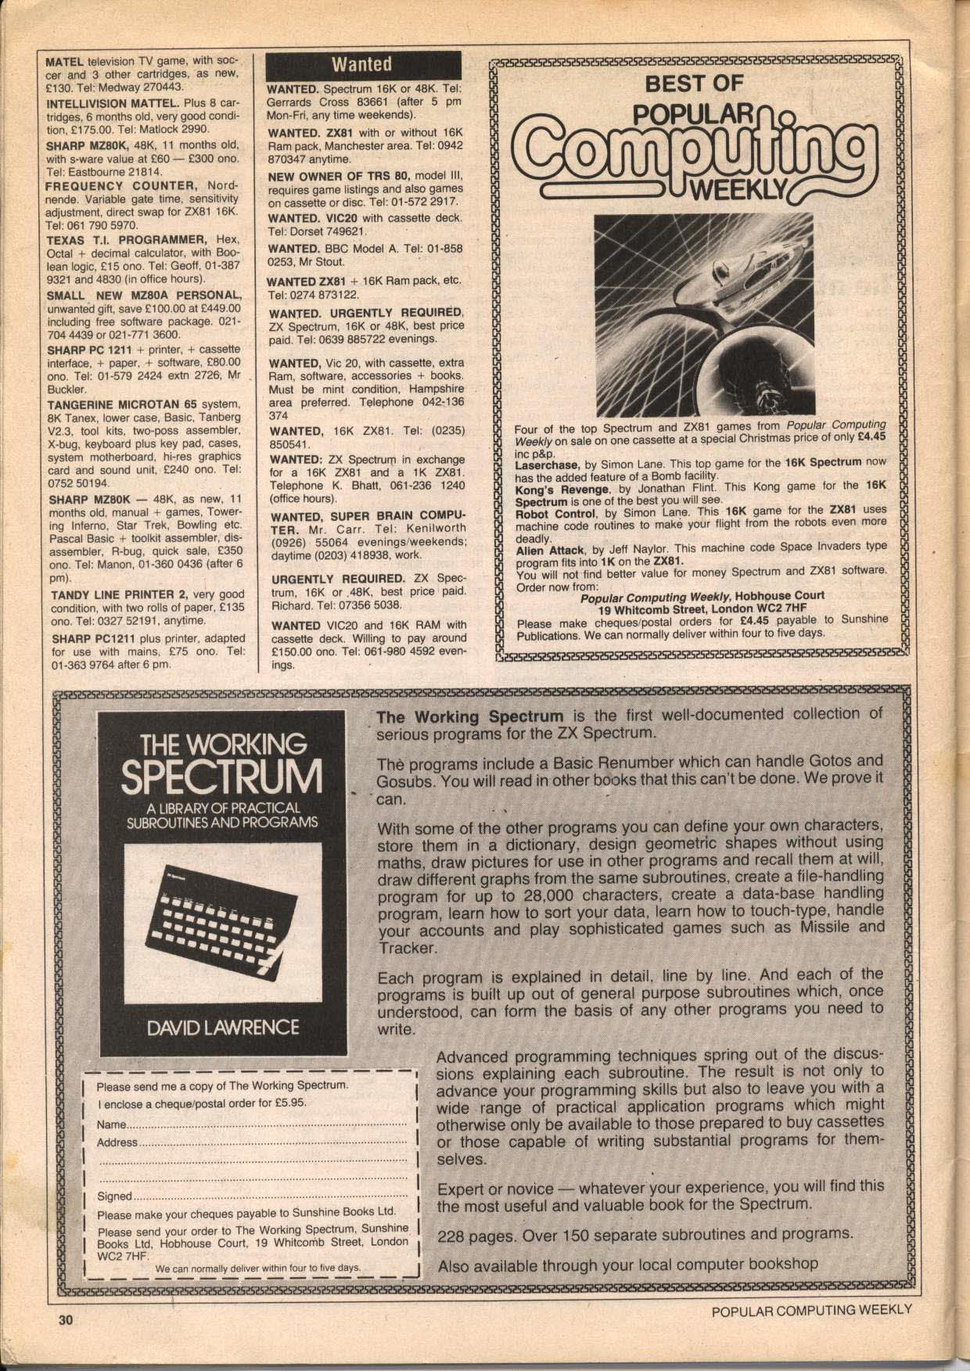 MATEL television TV game, with soc-
cer and 3 other cartridges, as new,
£130. Tel: Medway 270443.
INTELLIVISION MATTEL. Plus 8 car-
tridges, 6 months old, very good condi-
tion, £175.00. Tel: Matlock 2990.
SHARP MZ80K, 48K, 11 months old,
with s-ware value at £60 — £300 ono.
Tel: Eastbourne 21814.
FREQUENCY COUNTER, Nord-
nende. Variable gate time, sensitivity
adjustment, direct swap for ZX81 16K.
Tel: 061 790 5970.
TEXAS T.I. PROGRAMMER, Hex,
Octal + decimal calculator, with Boo-
lean logic, £15 ono. Tel: Geoff, 01-387
9321 and 4830 (in office hours).
SMALL NEW MZ80A PERSONAL,
unwanted gift, save £100.00 at £449.00
including free software package. 021-
704 4439 or 021-771 3600.
SHARP PC 1211 + printer, + cassette
interface, + paper, + software, £80.00
ono. Tel: 01-579 2424 extn 2726, Mr
Buckler.
TANGERINE MICROTAN 65 system,
8K Tanex, lower case, Basic, Tanberg
V2.3, tool kits, two-poss assembler,
X-bug, keyboard plus key pad, cases,
system motherboard, hi-res graphics
card and sound unit, £240 ono. Tel:
0752 50194.
SHARP MZ80K — 48K, as new, 11
months old, manual + games, Tower-
ing Inferno, Star Trek, Bowling etc.
Pascal Basic + toolkit assembler, dis-
assembler, R-bug, quick sale, £350
ono. Tel: Manon, 01-360 0436 (after 6
pm).
TANDY LINE PRINTER 2, very good
condition, with two rolls of paper, £135
ono. Tel: 0327 52191, anytime.
SHARP PC1211 plus printer, adapted
for use with mains, £75 ono. Tel:
01-363 9764 after 6 pm.
Wanted
WANTED. Spectrum 16K or 48K. Tel:
Gerrards Cross 83661 (after 5 pm
Mon-Fri, any time weekends).
WANTED. ZX81 with or without 16K
Ram pack, Manchester area. Tel: 0942
870347 anytime.
NEW OWNER OF TRS 80, model III,
requires game listings and also games
on cassette or disc. Tel: 01-572 2917.
WANTED. VIC20 with cassette deck.
Tel: Dorset 749621.
WANTED. BBC Model A. Tel: 01-858
0253, Mr Stout.
WANTED ZX81 + 16K Ram pack, etc.
Tel: 0274 873122.
WANTED. URGENTLY REQUIRED,
ZX Spectrum, 16K or 48K, best price
paid. Tel: 0639 885722 evenings.
WANTED, Vic 20, with cassette, extra
Ram, software, accessories + books.
Must be mint condition, Hampshire
area preferred. Telephone 042-136
374
WANTED, 16K ZX81. Tel: (0235)
850541.
WANTED: ZX Spectrum in exchange
for a 16K ZX81 and a 1K ZX81.
Telephone K. Bhatt, 061-236 1240
(office hours).
WANTED, SUPER BRAIN COMPU-
TER. Mr. Carr. Tel: Kenilworth
(0926) 55064 evenings/weekends;
daytime (0203) 418938, work.
URGENTLY REQUIRED. ZX Spec-
trum, 16K or 48K, best price paid.
Richard. Tel: 07356 5038.
WANTED VIC20 and 16K RAM with
cassette deck. Willing to pay around
£150.00 ono. Tel: 061-980 4592 even-
ings.
BEST OF
POPULAR
Computing
WEEKLY
Four of the top Spectrum and ZX81 games from Popular Computing
Weekly on sale on one cassette at a special Christmas price of only £4.45
inc p&p.
Laserchase, by Simon Lane. This top game for the 16K Spectrum now
has the added feature of a Bomb facility.
Kong's Revenge, by Jonathan Flint. This Kong game for the 16K
Spectrum is one of the best you will see.
Robot Control, by Simon Lane. This 16K game for the ZX81 uses
machine code routines to make your flight from the robots even more
deadly.
Alien Attack, by Jeff Naylor. This machine code Space Invaders type
program fits into 1K on the ZX81.
You will not find better value for money Spectrum and ZX81 software.
Order now from:
Popular Computing Weekly, Hobhouse Court
19 Whitcomb Street, London WC2 7HF
Please make cheques/postal orders for £4.45 payable to Sunshine
Publications. We can normally deliver within four to five days.
THE WORKING
SPECTRUM
A LIBRARY OF PRACTICAL
SUBROUTINES AND PROGRAMS
DAVID LAWRENCE
The Working Spectrum is the first well-documented collection of
serious programs for the ZX Spectrum.
The programs include a Basic Renumber which can handle Gotos and
Gosubs. You will read in other books that this can't be done. We prove it
can.
With some of the other programs you can define your own characters,
store them in a dictionary, design geometric shapes without using
maths, draw pictures for use in other programs and recall them at will,
draw different graphs from the same subroutines, create a file-handling
program for up to 28,000 characters, create a data-base handling
program, learn how to sort your data, learn how to touch-type, handle
your accounts and play sophisticated games such as Missile and
Tracker.
Each program is explained in detail, line by line. And each of the
programs is built up out of general purpose subroutines which, once
understood, can form the basis of any other programs you need to
write.
Advanced programming techniques spring out of the discus-
sions explaining each subroutine. The result is not only to
advance your programming skills but also to leave you with a
wide range of practical application programs which might
otherwise only be available to those prepared to buy cassettes
or those capable of writing substantial programs for them-
selves.
Expert or novice — whatever your experience, you will find this
the most useful and valuable book for the Spectrum.
228 pages. Over 150 separate subroutines and programs.
Also available through your local computer bookshop
Please send me a copy of The Working Spectrum.
I enclose a cheque/postal order for £5.95.
Name
Address
Signed
Please make your cheques payable to Sunshine Books Ltd.
Please send your order to The Working Spectrum, Sunshine
Books Ltd, Hobhouse Court, 19 Whitcomb Street, London
WC2 7HF.
We can normally deliver within four to five days.
30
POPULAR COMPUTING WEEKLY